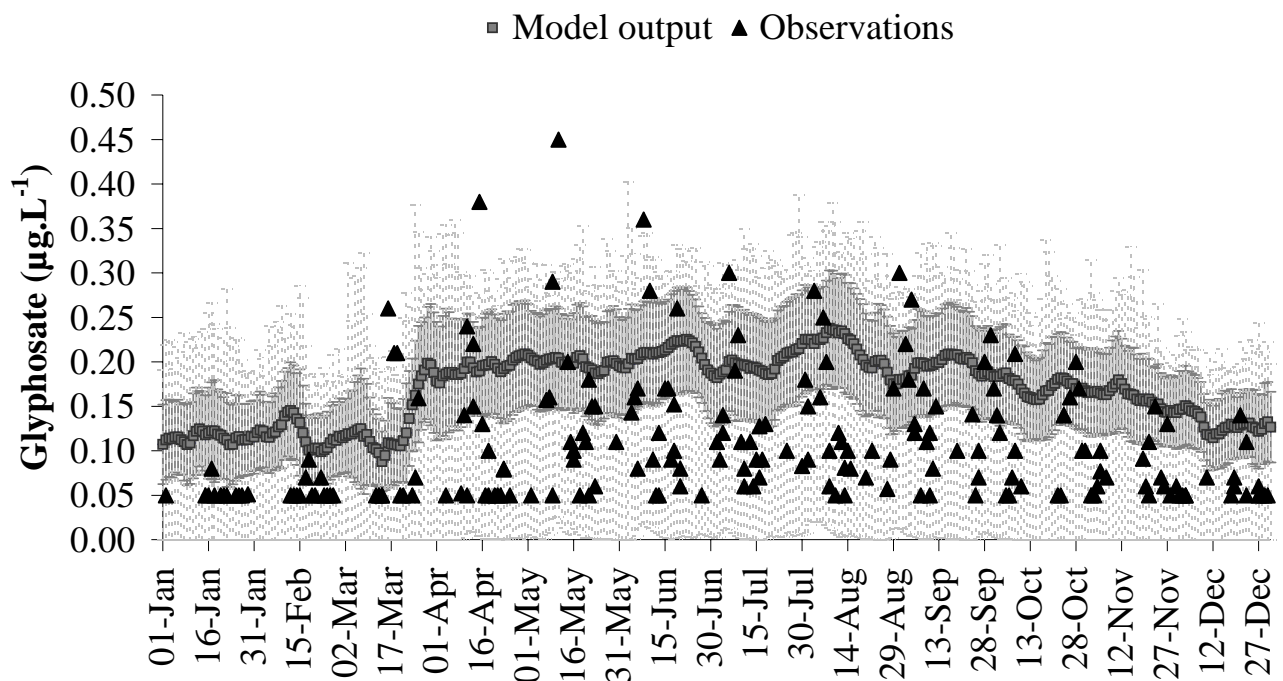 Model output Observations
Glyphosate (µg.L⁻¹)
0.50
0.45
0.40
0.35
0.30
0.25
0.20
0.15
0.10
0.05
0.00
01-Jan
16-Jan
31-Jan
15-Feb
02-Mar
17-Mar
01-Apr
16-Apr
01-May
16-May
31-May
15-Jun
30-Jun
15-Jul
30-Jul
14-Aug
29-Aug
13-Sep
28-Sep
13-Oct
28-Oct
12-Nov
27-Nov
12-Dec
27-Dec